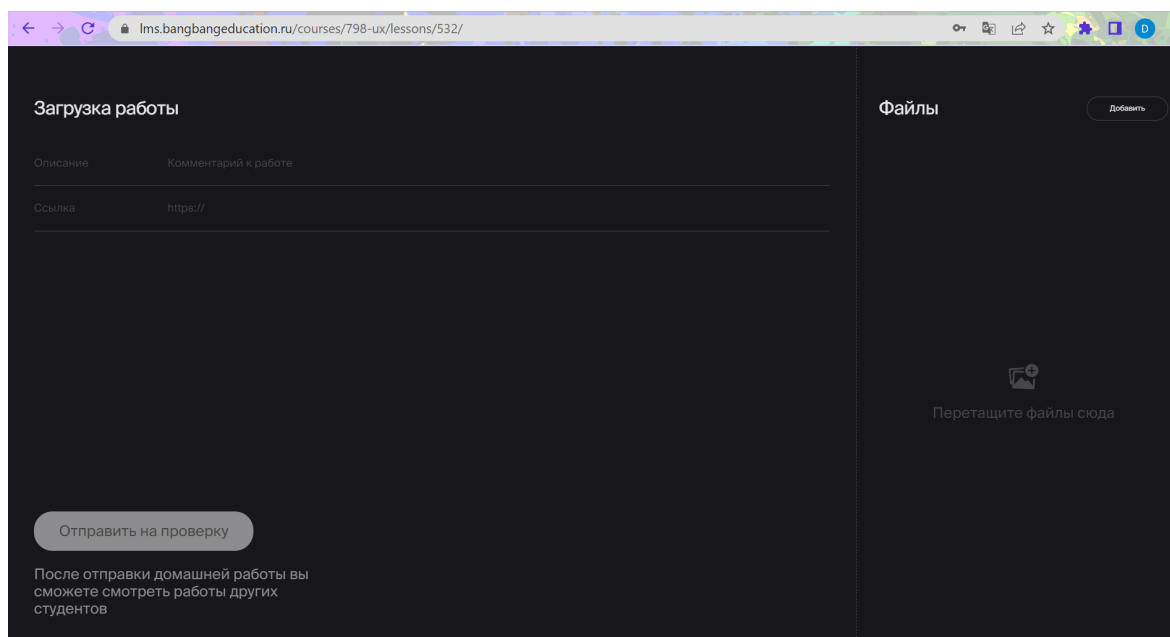 lms.bangbangeducation.ru/courses/798-ux/lessons/532/
D
Загрузка работы
Описание Комментарий к работе
Ссылка https://
Отправить на проверку
После отправки домашней работы вы
сможете смотреть работы других
студентов
Файлы
Добавить
Перетащите файлы сюда